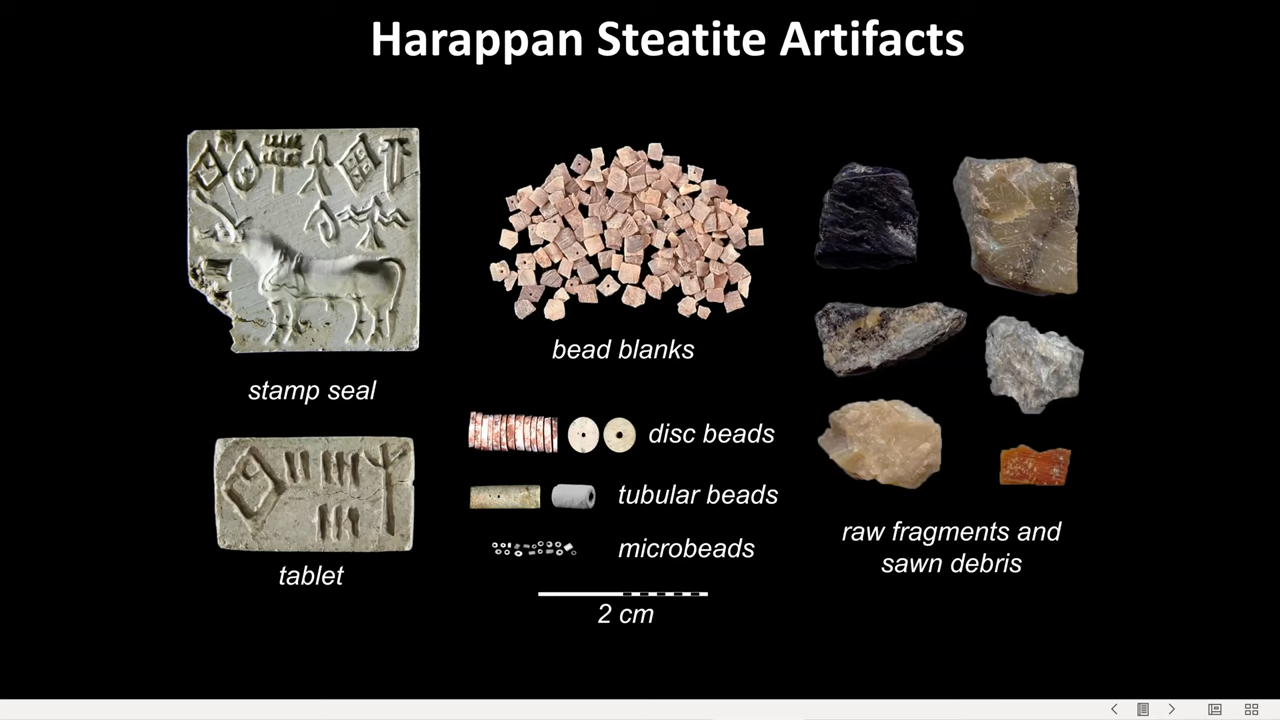 Harappan Steatite Artifacts
stamp seal
tablet
bead blanks
disc beads
tubular beads
microbeads
2 cm
raw fragments and
sawn debris